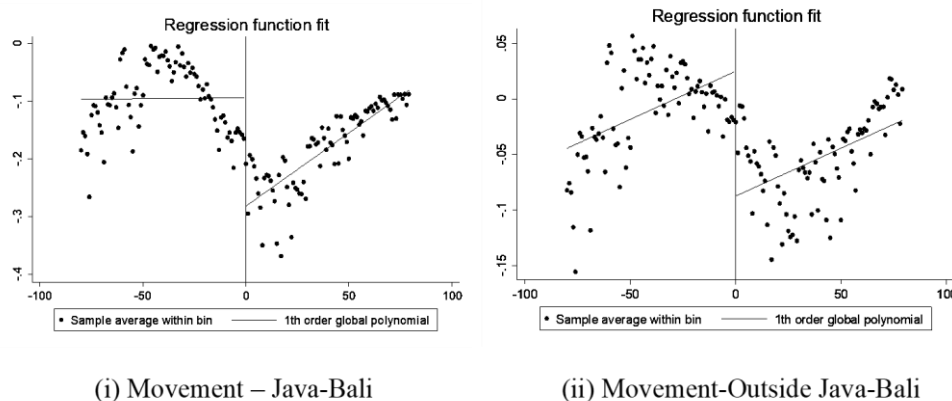 Regression function fit
0
-.1
-.2
-.3
-.4
-100 -50 0 50 100
Sample average within bin 1th order global polynomial
(i) Movement – Java-Bali
Regression function fit
.05
0
-.05
-.1
-.15
-100 -50 0 50 100
Sample average within bin 1th order global polynomial
(ii) Movement-Outside Java-Bali